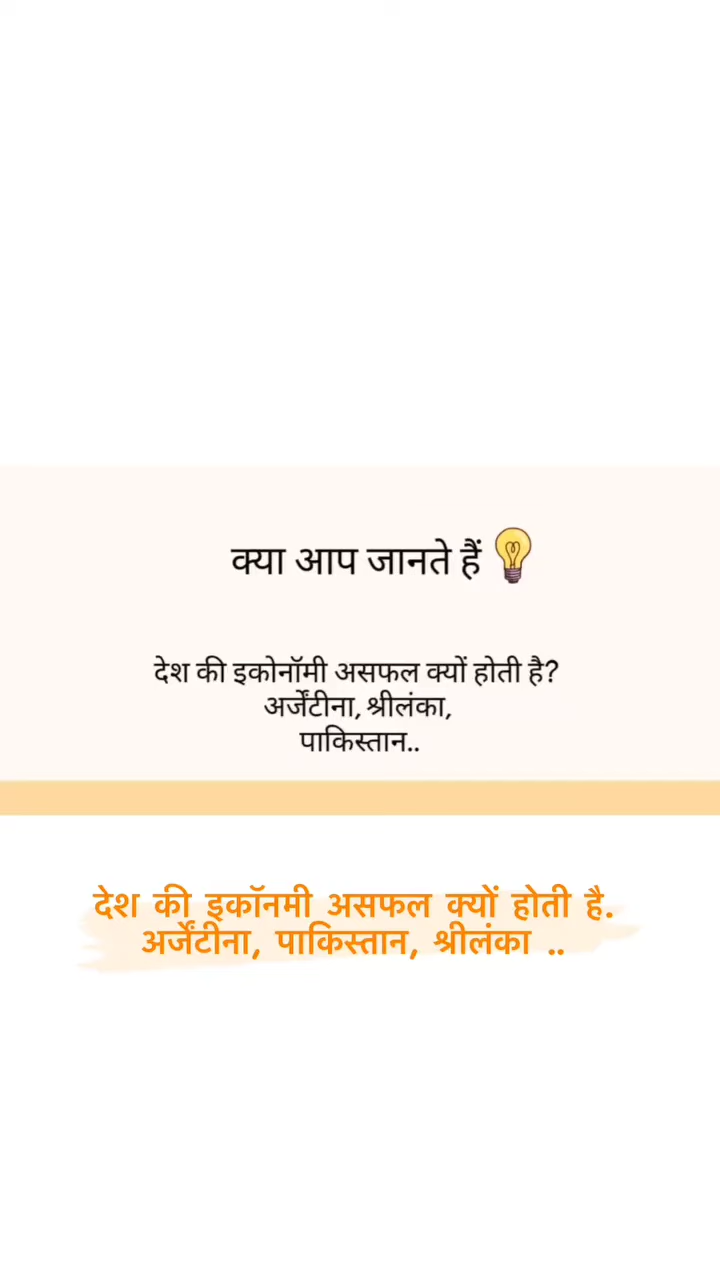 क्या आप जानते हैं
देश की इकोनॉमी असफल क्यों होती है?
अर्जेंटीना, श्रीलंका,
पाकिस्तान..
देश की इकॉनमी असफल क्यों होती है.
अर्जेंटीना, पाकिस्तान, श्रीलंका ..